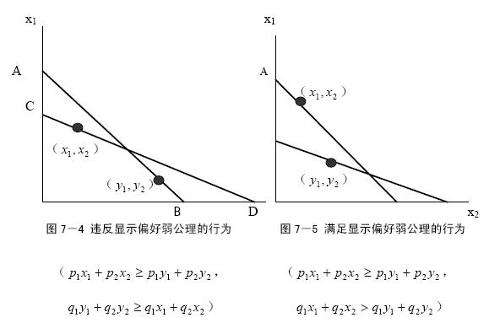 x₁
A
C
(x₁,x₂)
(y₁,y₂)
B
D
图 7－4 违反显示偏好弱公理的行为
( p₁x₁ + p₂x₂ ≥ p₁y₁ + p₂y₂ ,
q₁y₁ + q₂y₂ ≥ q₁x₁ + q₂x₂ )
x₁
A
(x₁,x₂)
(y₁,y₂)
x₂
图 7－5 满足显示偏好弱公理的行为
( p₁x₁ + p₂x₂ ≥ p₁y₁ + p₂y₂ ,
q₁x₁ + q₂x₂ > q₁y₁ + q₂y₂ )